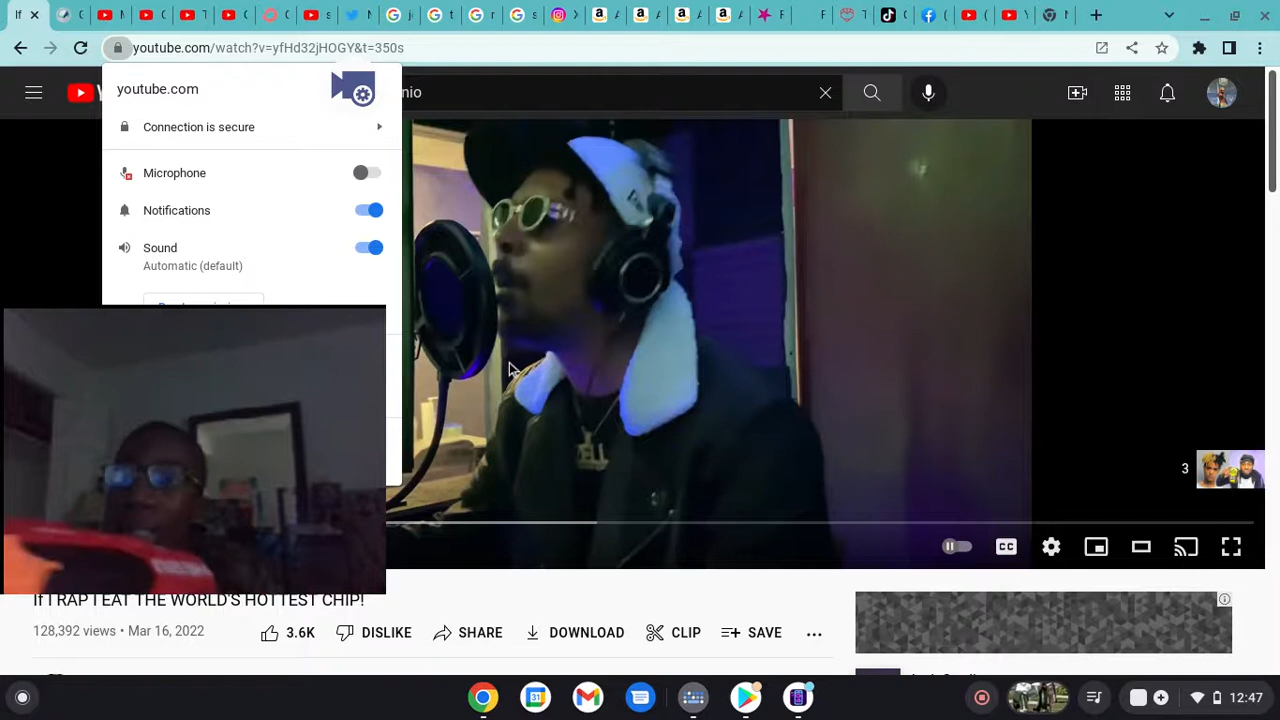 youtube.com/watch?v=yfHd32jHOGY&t=350s
youtube.com
nio
Connection is secure
Microphone
Notifications
Sound
Automatic (default)
3
CC
If I RAP I EAT THE WORLD'S HOTTEST CHIP!
128,392 views • Mar 16, 2022
3.6K
DISLIKE
SHARE
DOWNLOAD
CLIP
SAVE
31
12:47